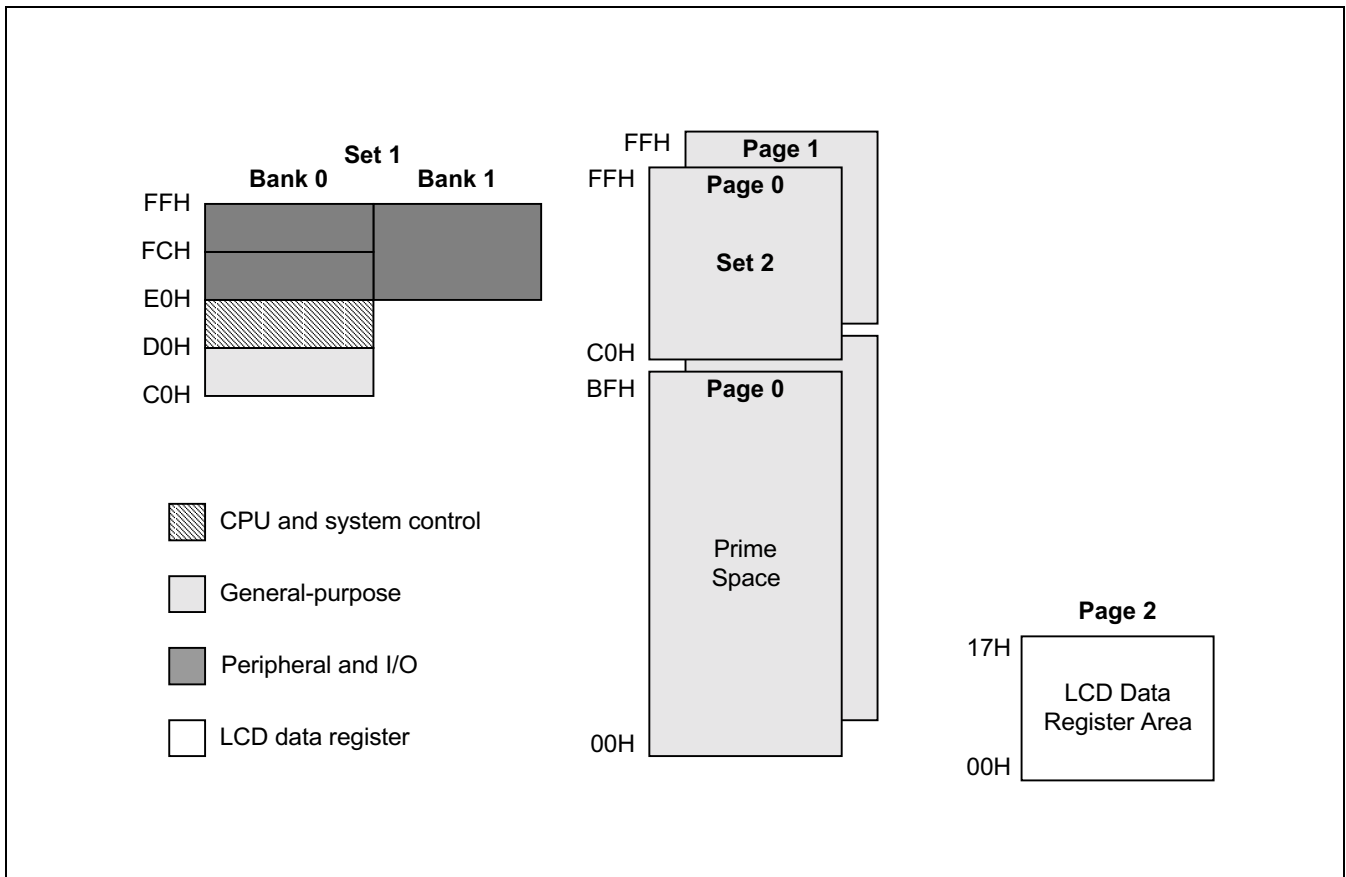 Set 1
Bank 0
Bank 1
FFH
FCH
E0H
D0H
C0H
CPU and system control
General-purpose
Peripheral and I/O
LCD data register
FFH
Page 1
FFH
Page 0
Set 2
C0H
BFH
Page 0
Prime
Space
00H
Page 2
17H
LCD Data
Register Area
00H